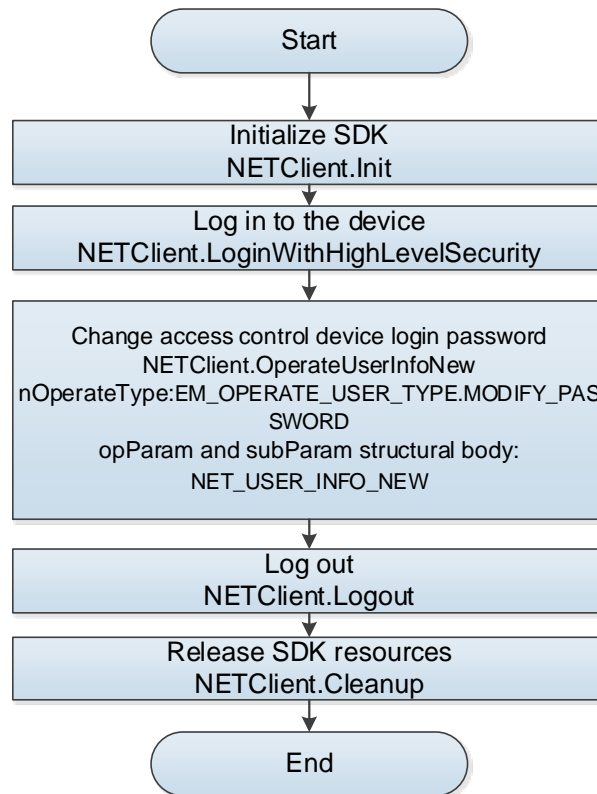 Start
Initialize SDK
NETClient.Init
Log in to the device
NETClient.LoginWithHighLevelSecurity
Change access control device login password
NETClient.OperateUserInfoNew
nOperateType:EM_OPERATE_USER_TYPE.MODIFY_PAS
SWORD
opParam and subParam structural body:
NET_USER_INFO_NEW
Log out
NETClient.Logout
Release SDK resources
NETClient.Cleanup
End